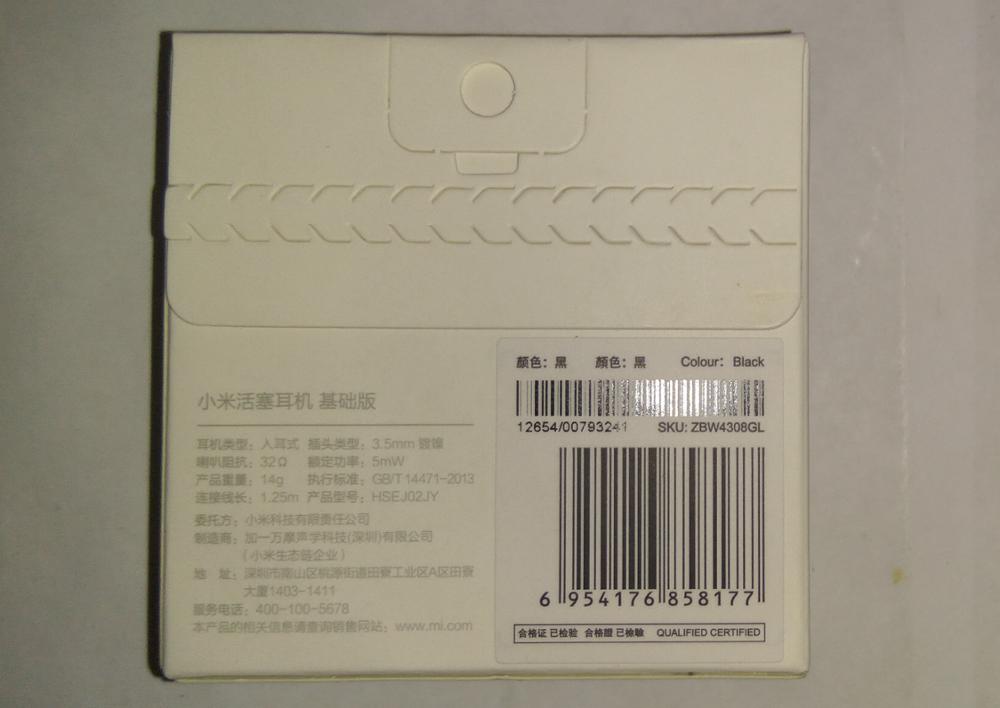 小米活塞耳机 基础版
耳机类型：入耳式 插头类型：3.5mm 镀镍
喇叭阻抗：32Ω 额定功率：5mW
产品重量：14g 执行标准：GB/T 14471-2013
连接线长：1.25m 产品型号：HSEJ02JY
委托方：小米科技有限责任公司
制造商：加一万摩声学科技(深圳)有限公司
（小米生态链企业）
地 址：深圳市南山区桃源街道田寮工业区A区田寮
大厦1403-1411
服务电话：400-100-5678
本产品的相关信息请查询销售网站：www.mi.com
颜色：黑 顏色：黑 Colour：Black
12654/00793241 SKU: ZBW4308GL
6 954176 858177
合格证 已检验 合格證 已檢驗 QUALIFIED CERTIFIED